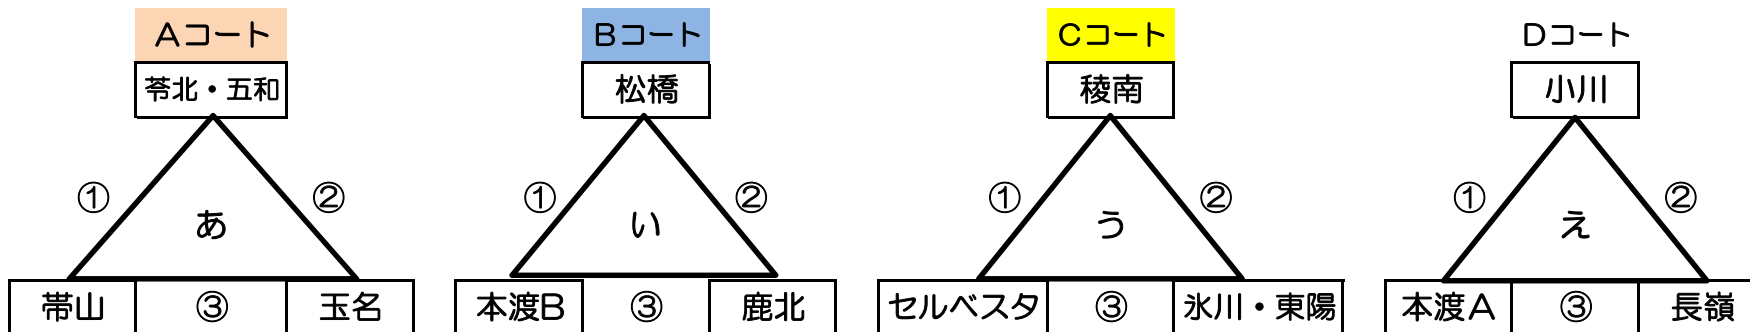 Ａコート
苓北・五和
①
②
あ
帯山
③
玉名
Ｂコート
松橋
①
②
い
本渡Ｂ
③
鹿北
Ｃコート
稜南
①
②
う
セルベスタ
③
氷川・東陽
Ｄコート
小川
①
②
え
本渡Ａ
③
長嶺